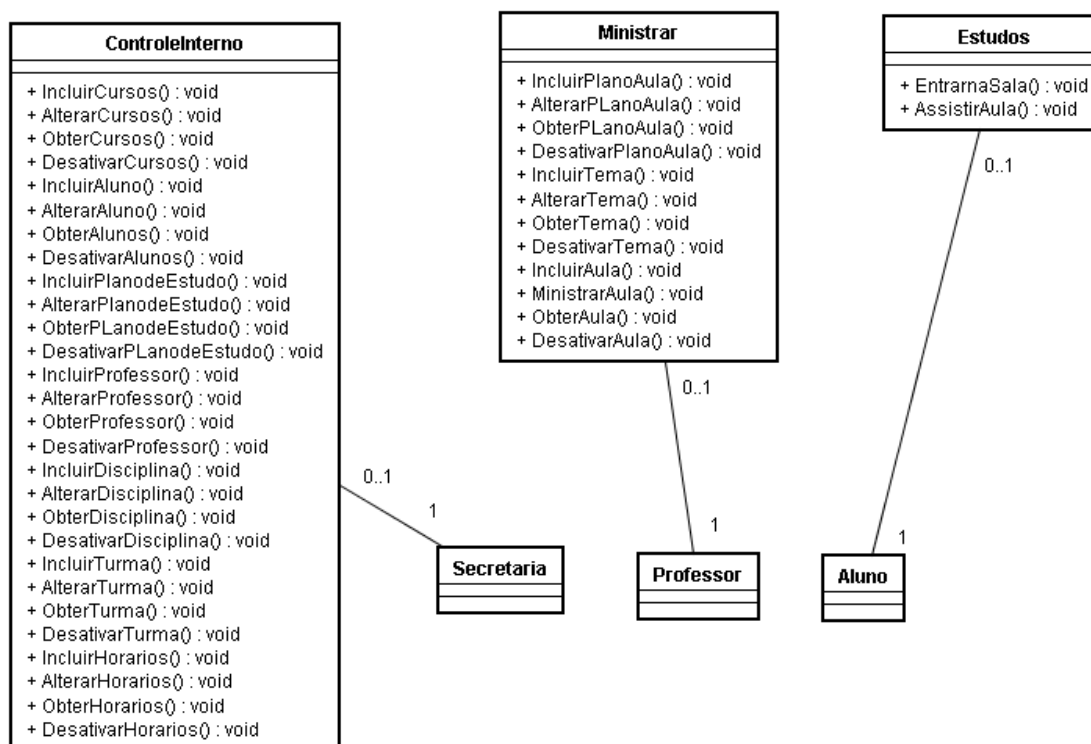 ControleInterno
+ IncluirCursos() : void
+ AlterarCursos() : void
+ ObterCursos() : void
+ DesativarCursos() : void
+ IncluirAluno() : void
+ AlterarAluno() : void
+ ObterAlunos() : void
+ DesativarAlunos() : void
+ IncluirPlanodeEstudo() : void
+ AlterarPlanodeEstudo() : void
+ ObterPLanodeEstudo() : void
+ DesativarPLanodeEstudo() : void
+ IncluirProfessor() : void
+ AlterarProfessor() : void
+ ObterProfessor() : void
+ DesativarProfessor() : void
+ IncluirDisciplina() : void
+ AlterarDisciplina() : void
+ ObterDisciplina() : void
+ DesativarDisciplina() : void
+ IncluirTurma() : void
+ AlterarTurma() : void
+ ObterTurma() : void
+ DesativarTurma() : void
+ IncluirHorarios() : void
+ AlterarHorarios() : void
+ ObterHorarios() : void
+ DesativarHorarios() : void
0..1
1
Secretaria
Ministrar
+ IncluirPlanoAula() : void
+ AlterarPLanoAula() : void
+ ObterPLanoAula() : void
+ DesativarPlanoAula() : void
+ IncluirTema() : void
+ AlterarTema() : void
+ ObterTema() : void
+ DesativarTema() : void
+ IncluirAula() : void
+ MinistrarAula() : void
+ ObterAula() : void
+ DesativarAula() : void
0..1
1
Professor
Estudos
+ EntrarnaSala() : void
+ AssistirAula() : void
0..1
1
Aluno